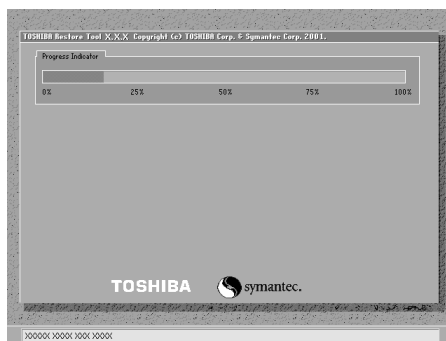 TOSHIBA Restore Tool X.X.X Copyright (c) TOSHIBA Corp. & Symantec Corp. 2001.
Progress Indicator
0% 25% 50% 75% 100%
TOSHIBA symantec.
XXXXX XXXX XXX XXXX